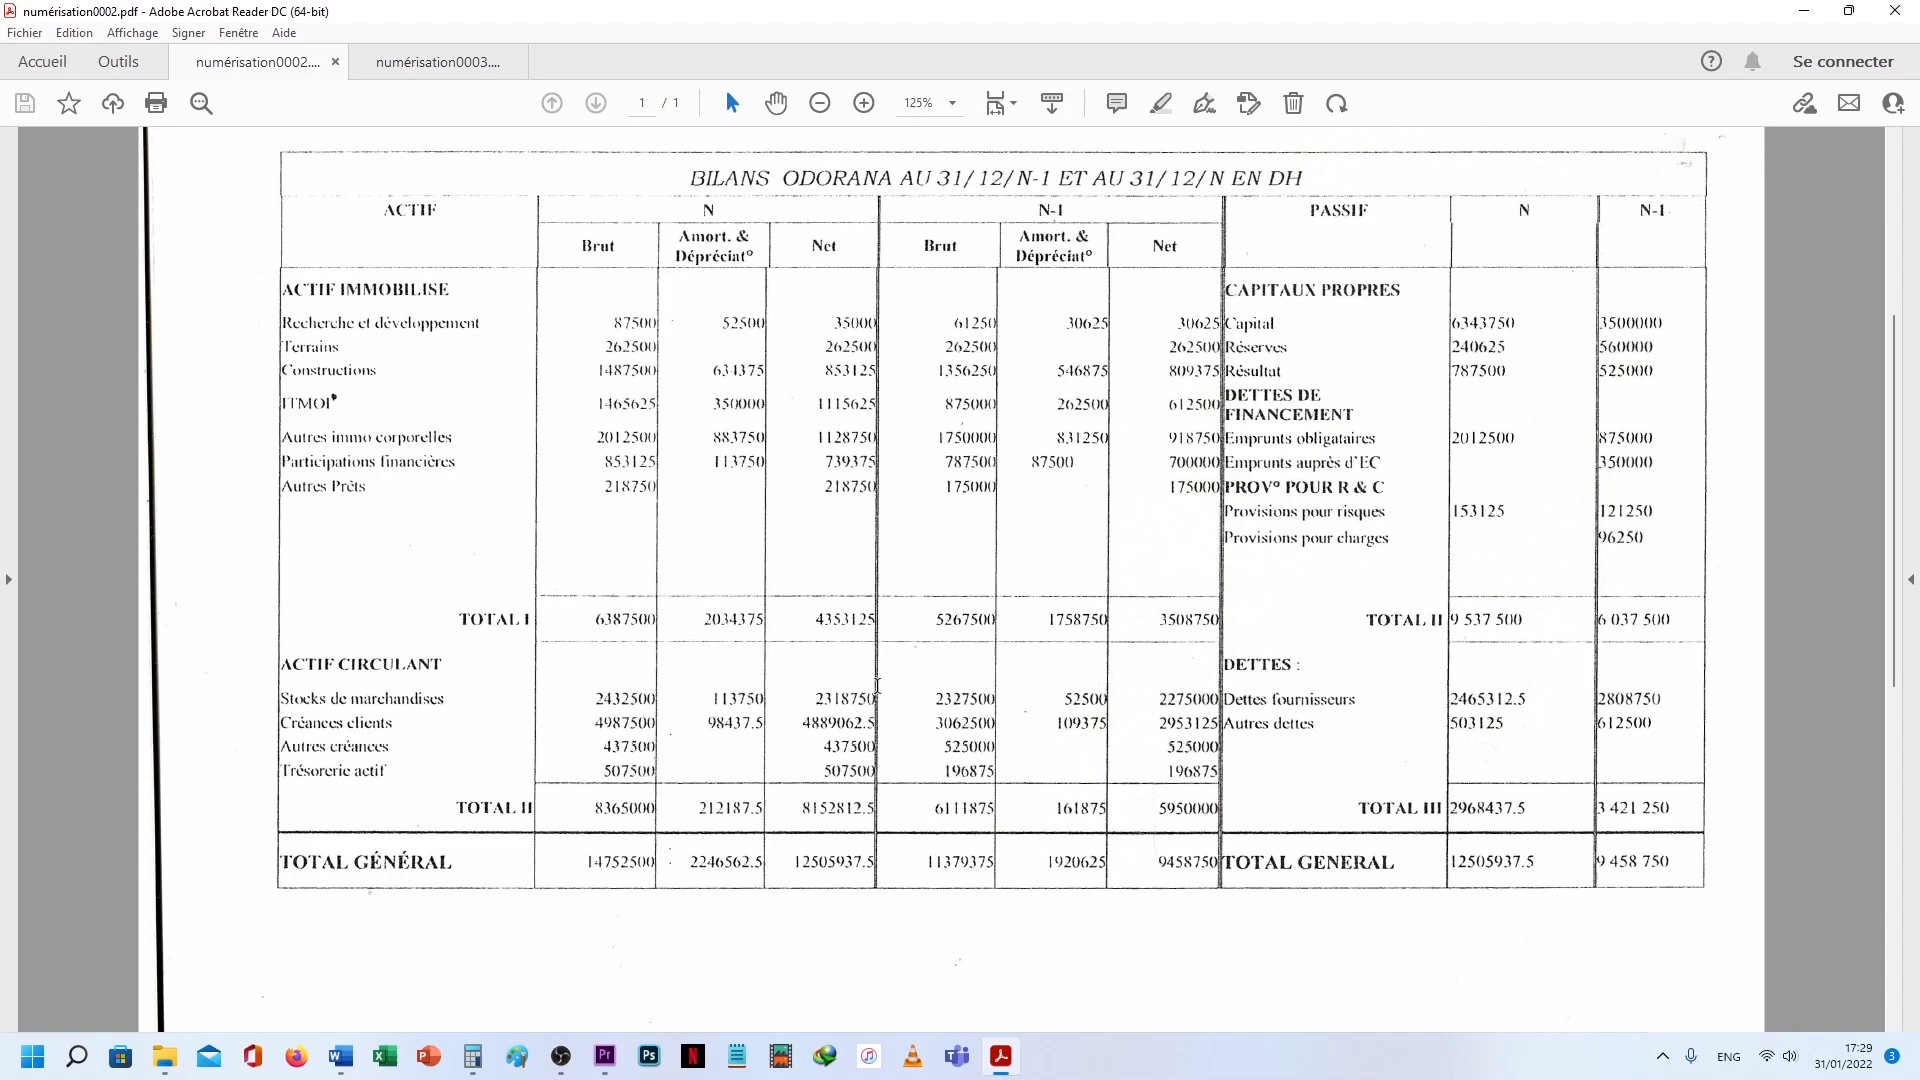 numérisation0002.pdf - Adobe Acrobat Reader DC (64-bit)
Fichier Edition Affichage Signer Fenêtre Aide
Accueil Outils numérisation0002.... × numérisation0003....
Se connecter
1 / 1 125%
BILANS ODORANA AU 31/12/N-1 ET AU 31/12/N EN DH
ACTIF N N-1 PASSIF N N-1
Brut Amort. & Dépréciat° Net Brut Amort. & Dépréciat° Net
ACTIF IMMOBILISE CAPITAUX PROPRES
Recherche et développement 87500 52500 35000 61250 30625 30625 Capital 6343750 3500000
Terrains 262500 262500 262500 262500 Réserves 240625 560000
Constructions 1487500 634375 853125 1356250 546875 809375 Résultat 787500 525000
DETTES DE
ITMOI 1465625 350000 1115625 875000 262500 612500 FINANCEMENT
Autres immo corporelles 2012500 883750 1128750 1750000 831250 918750 Emprunts obligataires 2012500 875000
Participations financières 853125 113750 739375 787500 87500 700000 Emprunts auprès d'EC 350000
Autres Prêts 218750 218750 175000 175000 PROV° POUR R & C
Provisions pour risques 153125 121250
Provisions pour charges 96250
TOTAL I 6387500 2034375 4353125 5267500 1758750 3508750 TOTAL II 9 537 500 6 037 500
ACTIF CIRCULANT DETTES :
Stocks de marchandises 2432500 113750 2318750 2327500 52500 2275000 Dettes fournisseurs 2465312.5 2808750
Créances clients 4987500 98437.5 4889062.5 3062500 109375 2953125 Autres dettes 503125 612500
Autres créances 437500 437500 525000 525000
Trésorerie actif 507500 507500 196875 196875
TOTAL II 8365000 212187.5 8152812.5 6111875 161875 5950000 TOTAL III 2968437.5 3 421 250
TOTAL GÉNÉRAL 14752500 2246562.5 12505937.5 11379375 1920625 9458750 TOTAL GENERAL 12505937.5 9 458 750
ENG 17:29
31/01/2022 3